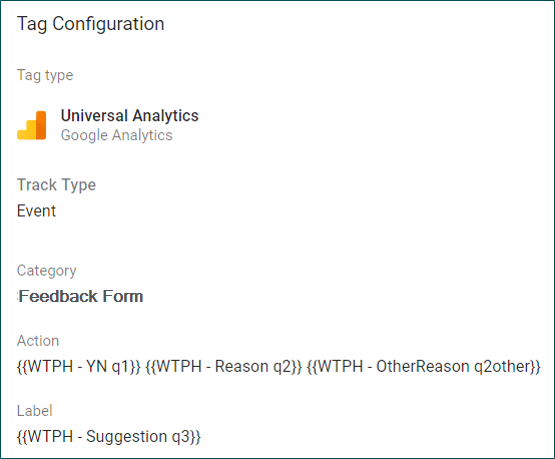 Tag Configuration
Tag type
Universal Analytics
Google Analytics
Track Type
Event
Category
Feedback Form
Action
{{WTPH - YN q1}} {{WTPH - Reason q2}} {{WTPH - OtherReason q2other}}
Label
{{WTPH - Suggestion q3}}